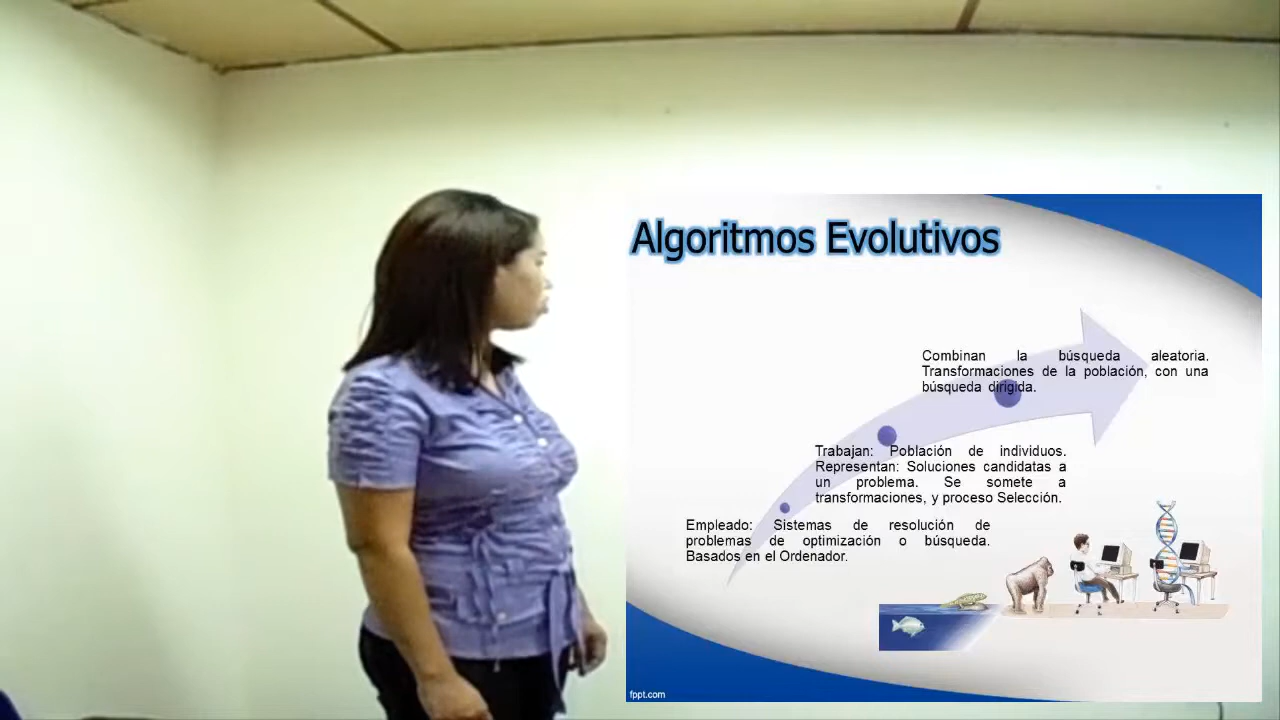 Algoritmos Evolutivos
Combinan la búsqueda aleatoria.
Transformaciones de la población, con una
búsqueda dirigida.
Trabajan: Población de individuos.
Representan: Soluciones candidatas a
un problema. Se somete a
transformaciones, y proceso Selección.
Empleado: Sistemas de resolución de
problemas de optimización o búsqueda.
Basados en el Ordenador.
fppt.com